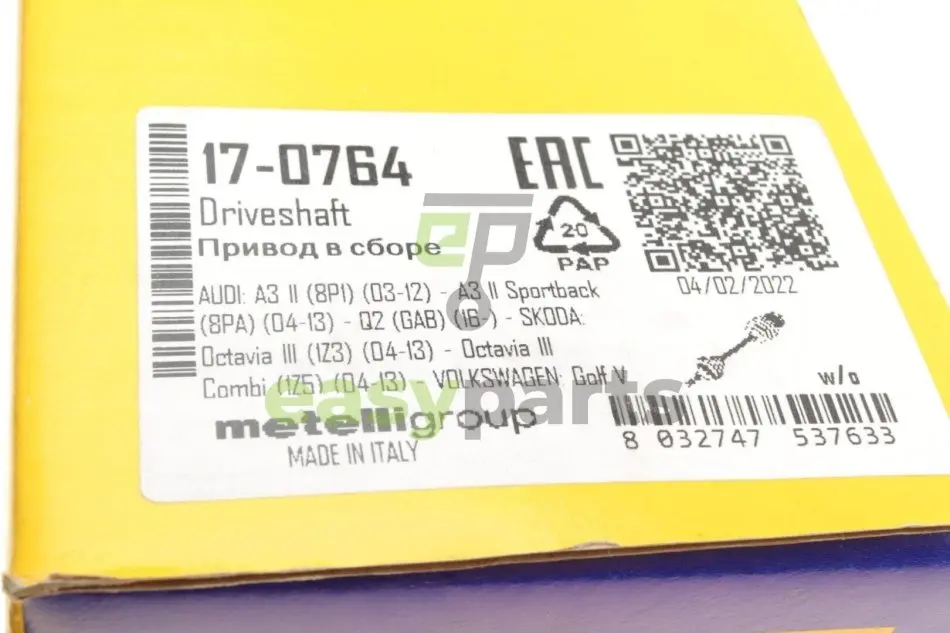 17-0764
EAC
Driveshaft
Привод в сборе
20
PAP
04/02/2022
AUDI: A3 II (8P1) (03-12) - A3 II Sportback
(8PA) (04-13) - Q2 (GAB) (16-) - SKODA:
Octavia III (1Z3) (04-13) - Octavia III
Combi (1Z5) (04-13) - VOLKSWAGEN: Golf V
w/a
metelligroup
MADE IN ITALY
8 032747 537633
ep
easyparts